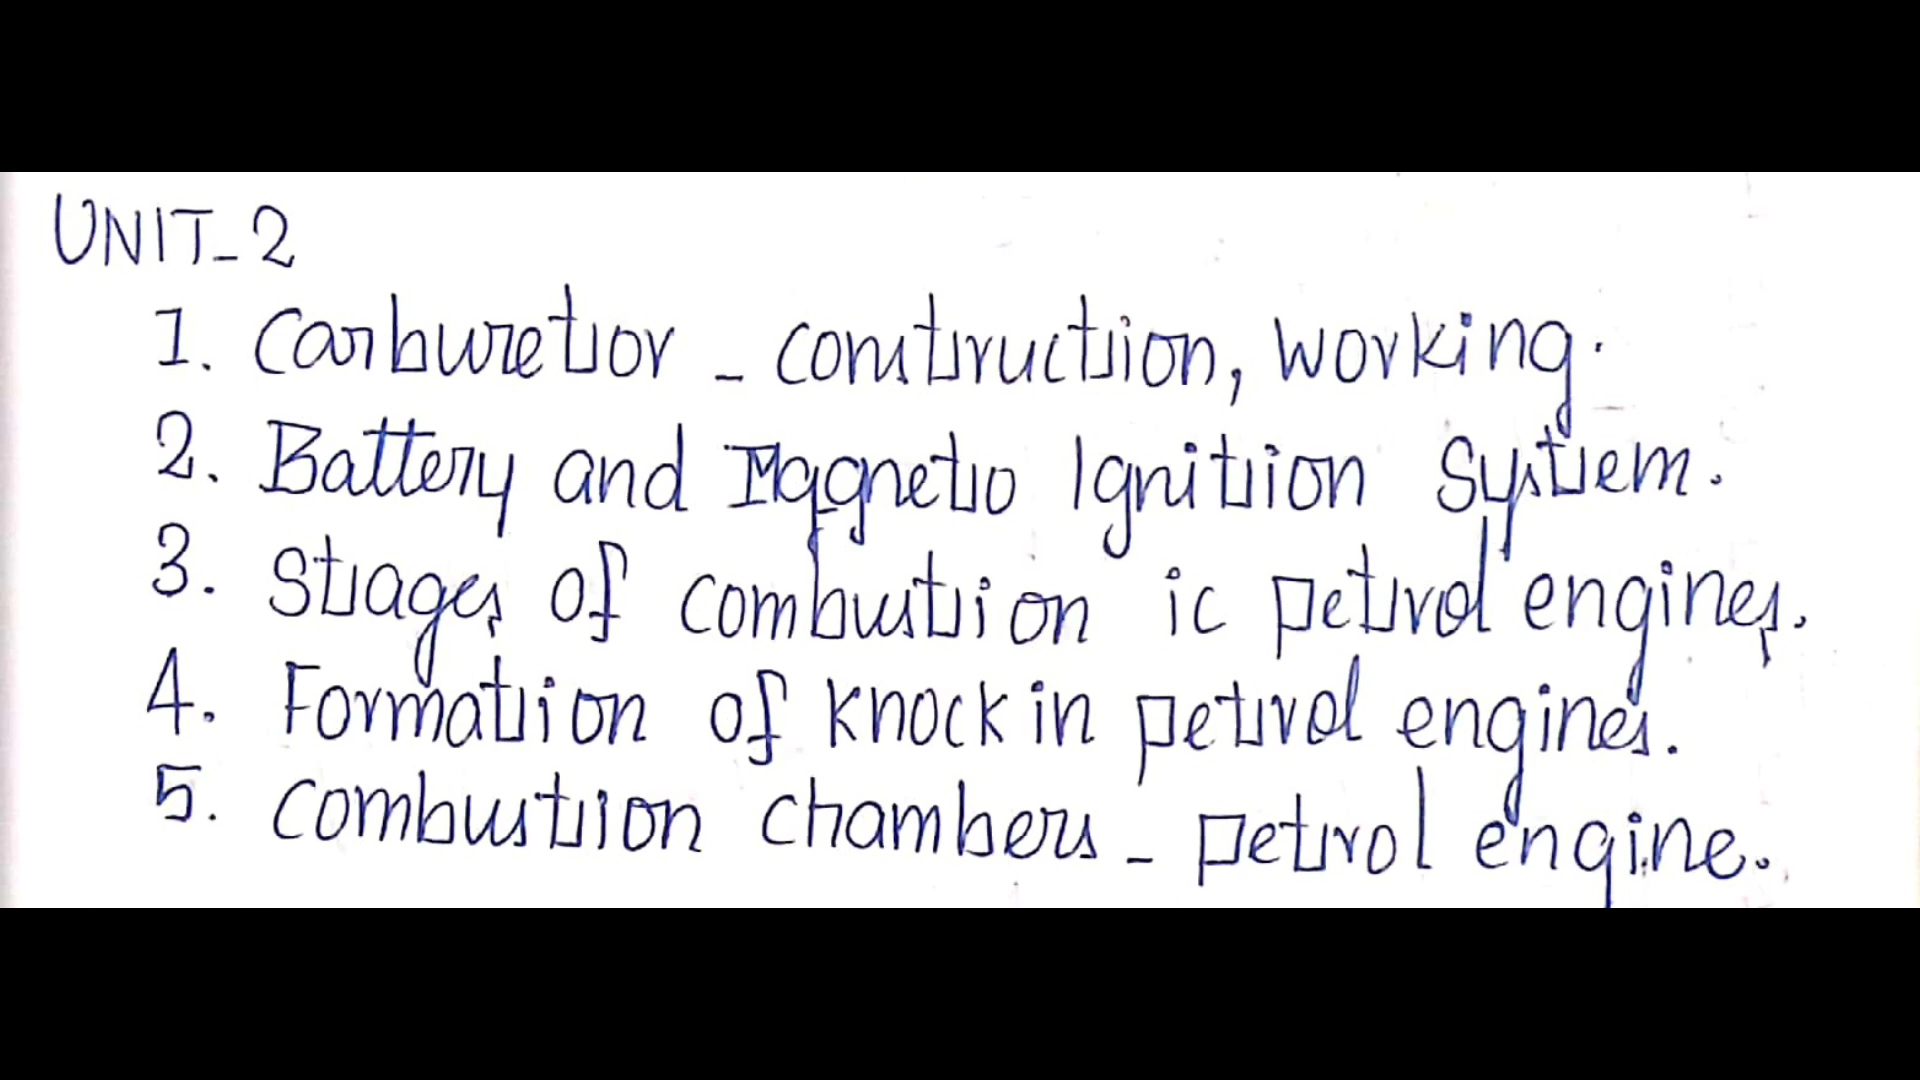 UNIT-2
1. Carburetor - construction, working.
2. Battery and Magneto Ignition System.
3. Stages of combustion ic petrol engines.
4. Formation of knock in petrol engines.
5. Combustion chambers - petrol engine.